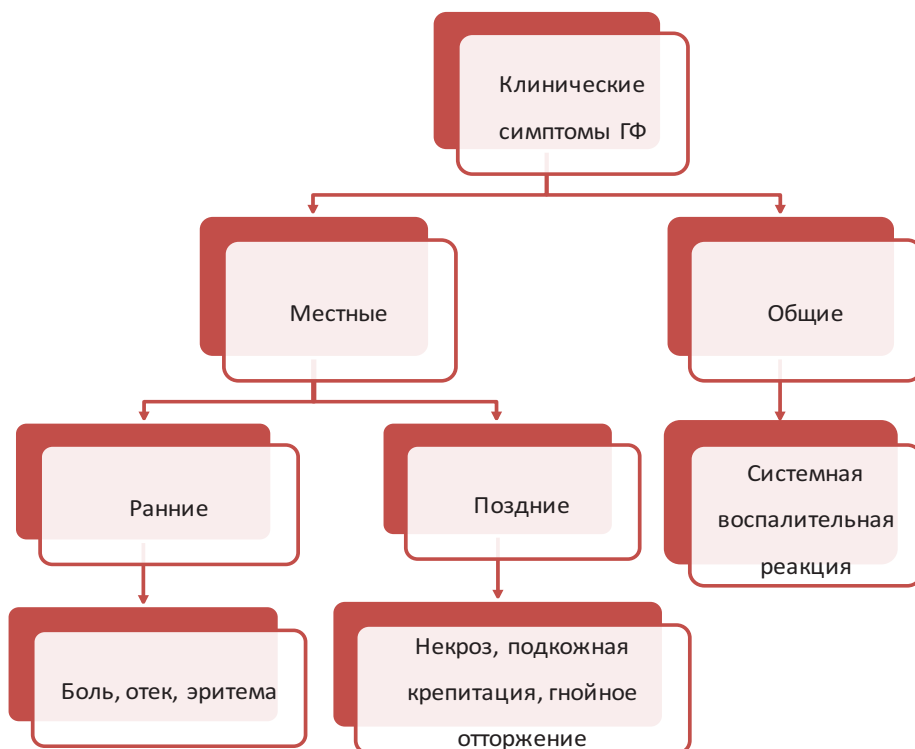 Клинические
симптомы ГФ
Местные
Общие
Ранние
Поздние
Системная
воспалительная
реакция
Боль, отек, эритема
Некроз, подкожная
крепитация, гнойное
отторжение